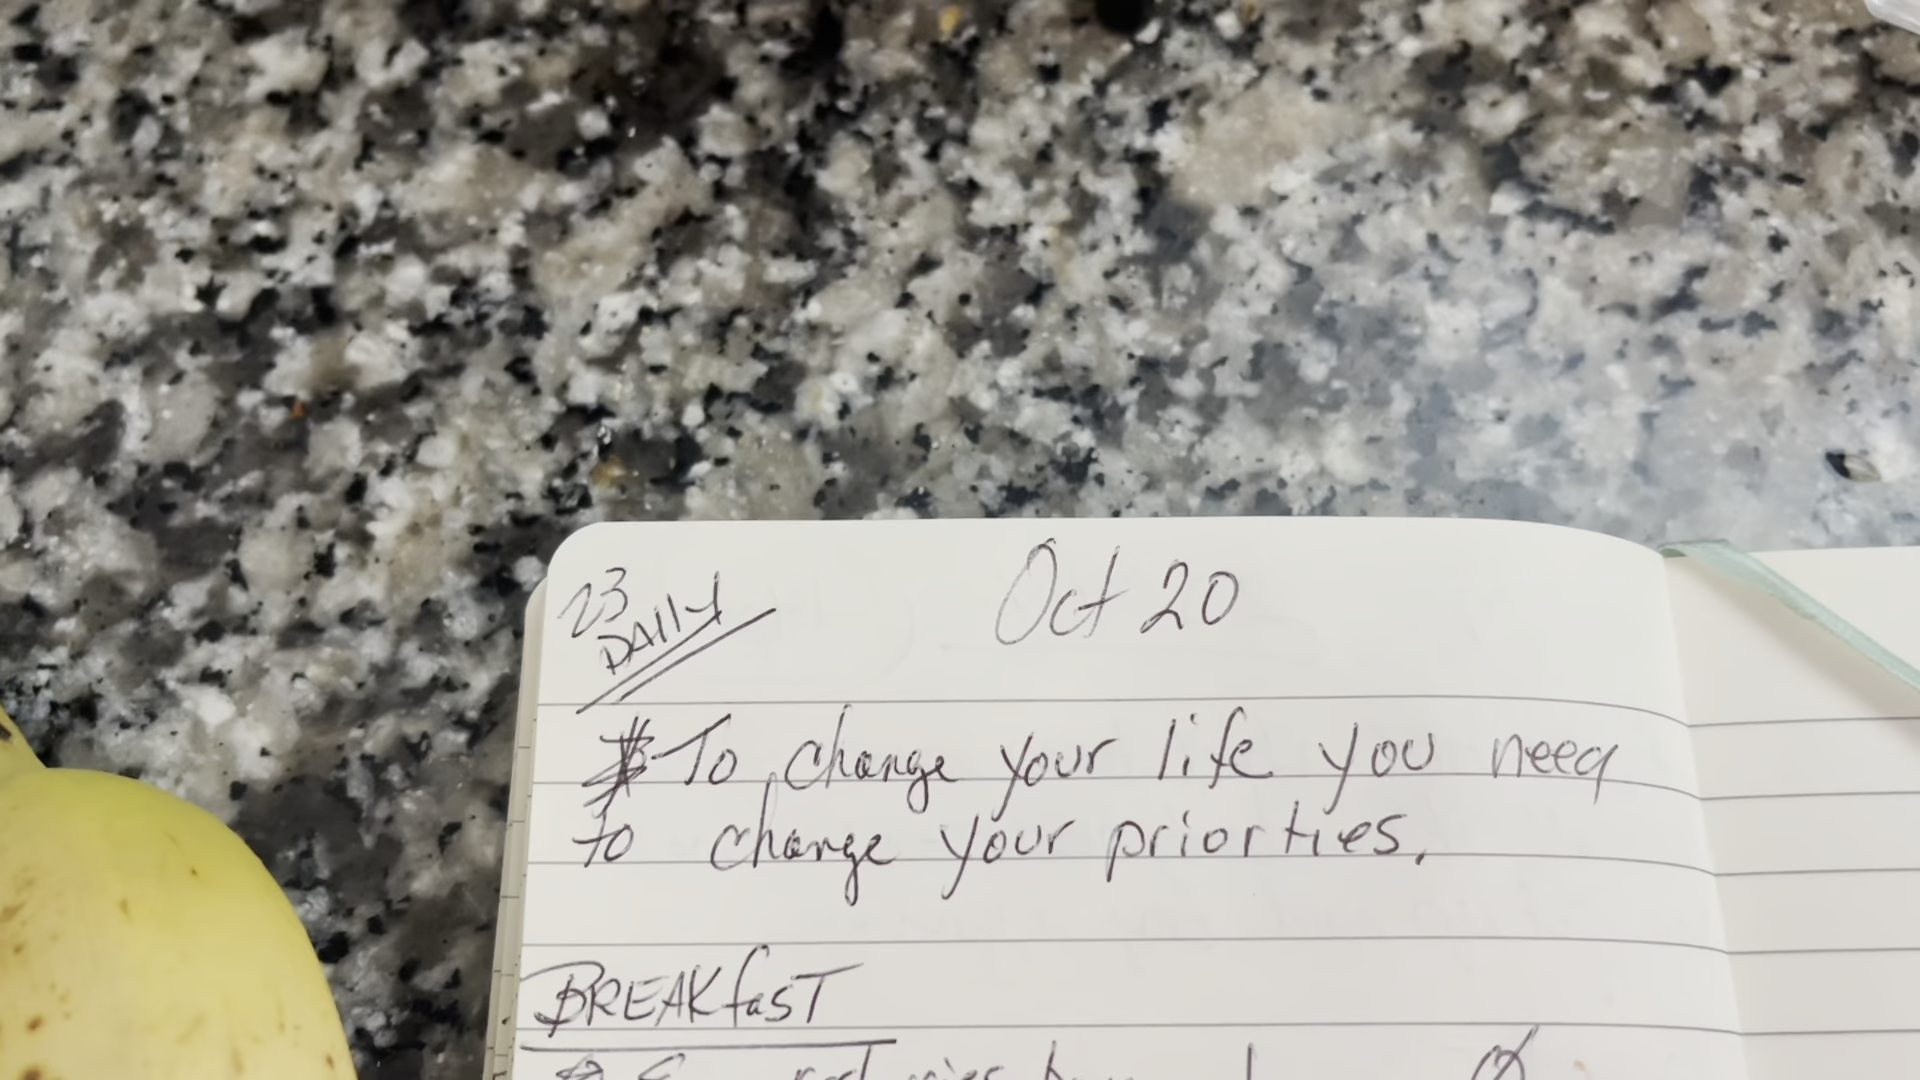 23
DAILY
Oct 20
To change your life you need
to change your priorties.
BREAKfasT